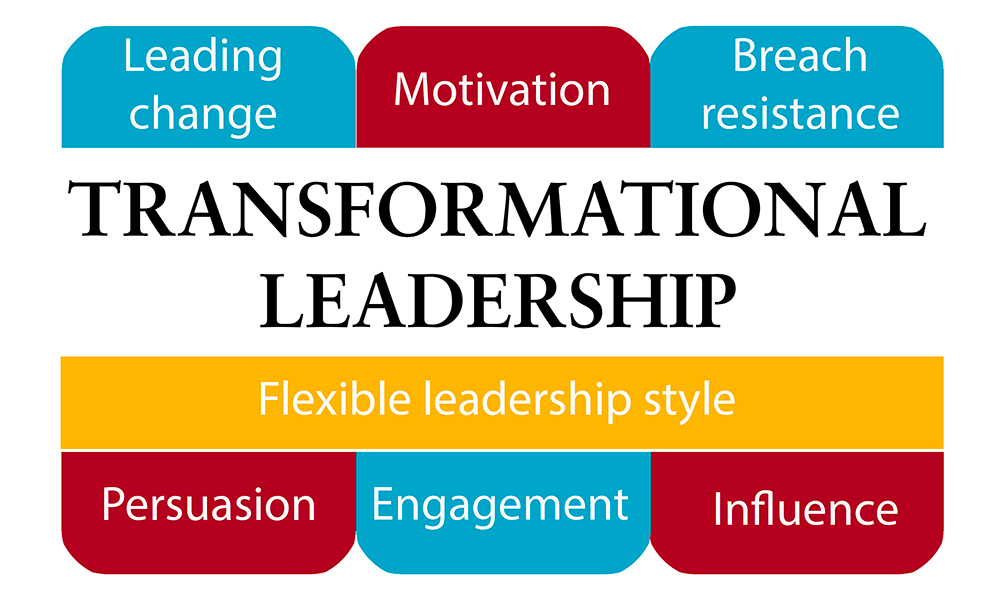 Leading
change
Motivation
Breach
resistance
TRANSFORMATIONAL
LEADERSHIP
Flexible leadership style
Persuasion
Engagement
Influence